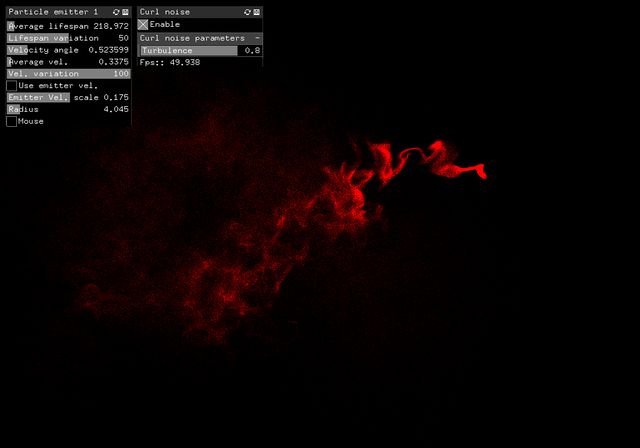 Particle emitter 1
Average lifespan 218.972
Lifespan variation 50
Velocity angle 0.523599
Average vel. 0.3375
Vel. variation 100
Use emitter vel.
Emitter Vel. scale 0.175
Radius 4.045
Mouse
Curl noise
Enable
Curl noise parameters -
Turbulence 0.8
Fps:: 49.938